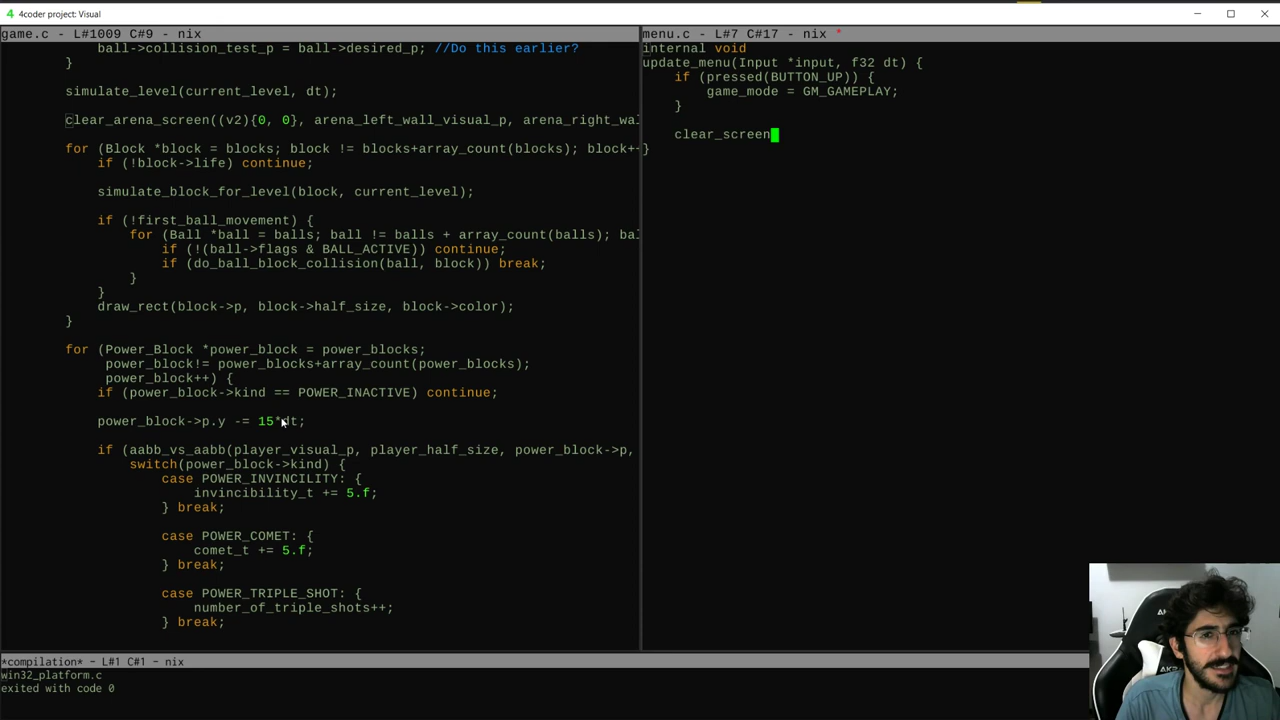 4 4coder project: Visual
game.c - L#1009 C#9 - nix
ball->collision_test_p = ball->desired_p; //Do this earlier?
}
simulate_level(current_level, dt);
clear_arena_screen((v2){0, 0}, arena_left_wall_visual_p, arena_right_wal
for (Block *block = blocks; block != blocks+array_count(blocks); block+
if (!block->life) continue;
simulate_block_for_level(block, current_level);
if (!first_ball_movement) {
for (Ball *ball = balls; ball != balls + array_count(balls); bal
if (!(ball->flags & BALL_ACTIVE)) continue;
if (do_ball_block_collision(ball, block)) break;
}
}
draw_rect(block->p, block->half_size, block->color);
}
for (Power_Block *power_block = power_blocks;
power_block!= power_blocks+array_count(power_blocks);
power_block++) {
if (power_block->kind == POWER_INACTIVE) continue;
power_block->p.y -= 15*dt;
if (aabb_vs_aabb(player_visual_p, player_half_size, power_block->p,
switch(power_block->kind) {
case POWER_INVINCILITY: {
invincibility_t += 5.f;
} break;
case POWER_COMET: {
comet_t += 5.f;
} break;
case POWER_TRIPLE_SHOT: {
number_of_triple_shots++;
} break;
menu.c - L#7 C#17 - nix *
internal void
update_menu(Input *input, f32 dt) {
if (pressed(BUTTON_UP)) {
game_mode = GM_GAMEPLAY;
}
clear_screen
}
*compilation* - L#1 C#1 - nix
win32_platform.c
exited with code 0